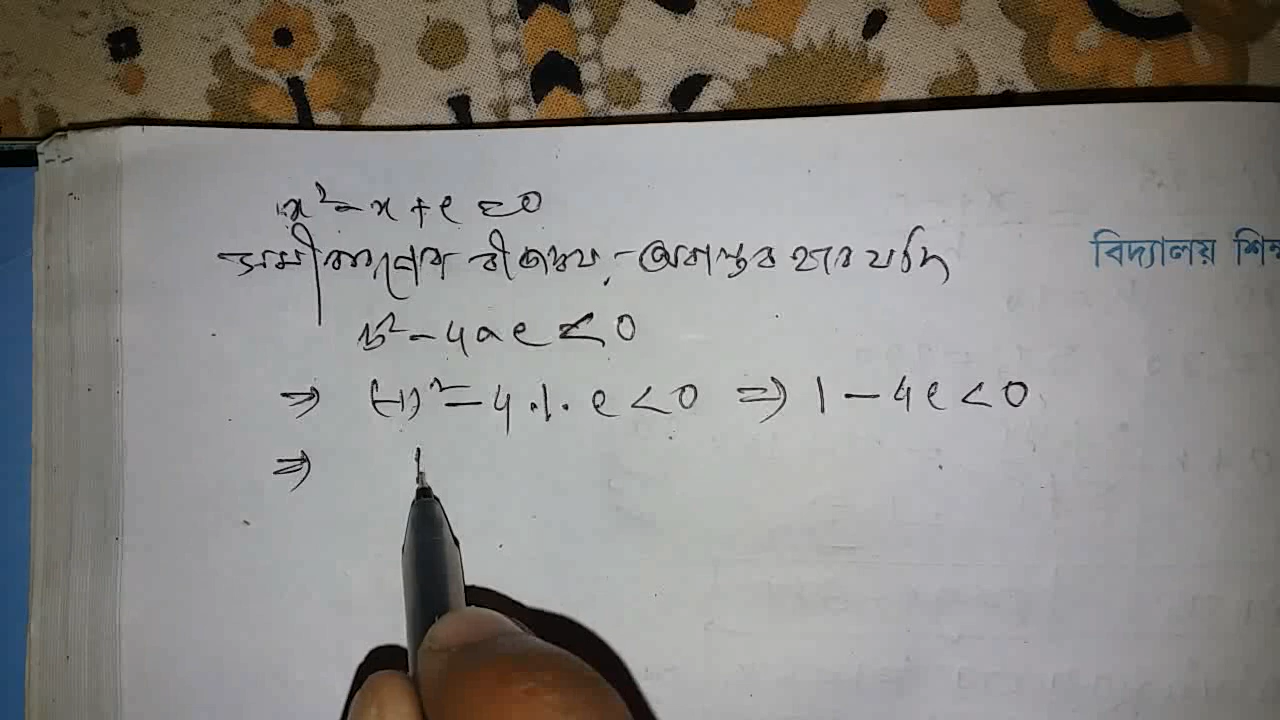 x² - x + c = 0
সমীকরণের বীজদ্বয় অবাস্তব হবে যদি
b² - 4ac < 0
⇒ (-1)² - 4.1.c < 0 ⇒ 1 - 4c < 0
⇒ 1
বিদ্যালয় শি